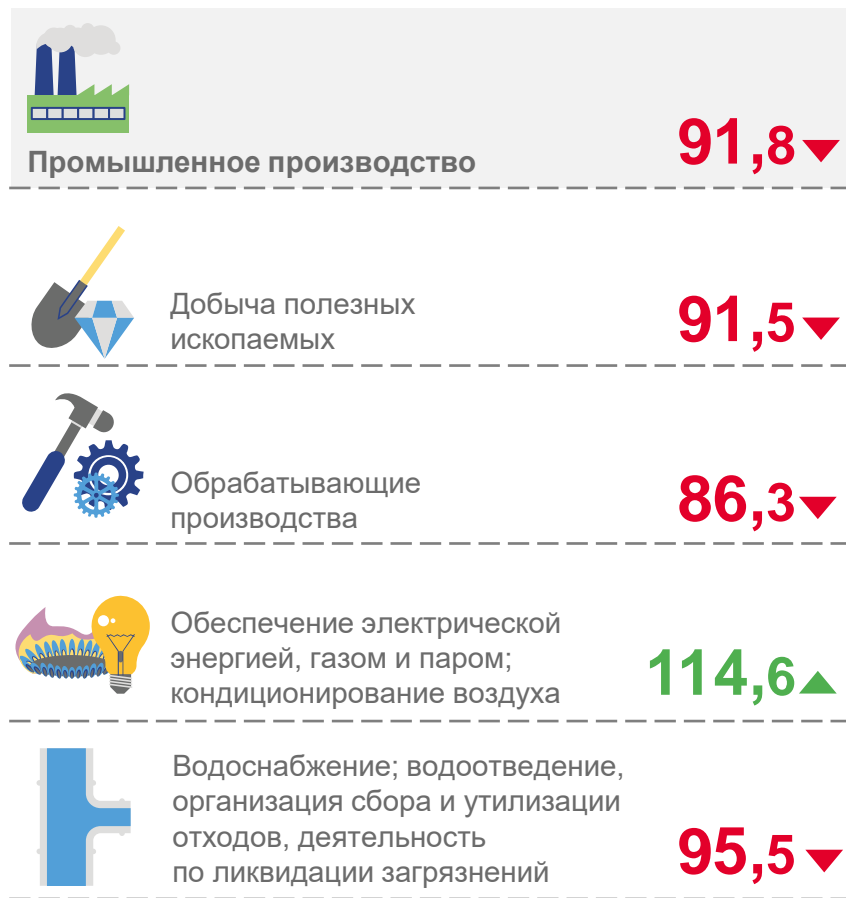 Промышленное производство
91,8
Добыча полезных
ископаемых
91,5
Обрабатывающие
производства
86,3
Обеспечение электрической
энергией, газом и паром;
кондиционирование воздуха
114,6
Водоснабжение; водоотведение,
организация сбора и утилизации
отходов, деятельность
по ликвидации загрязнений
95,5